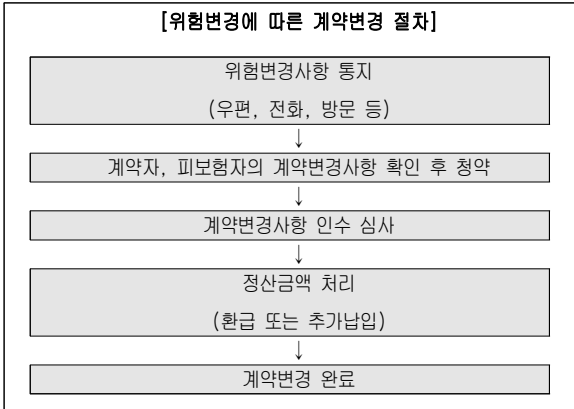 [위험변경에 따른 계약변경 절차]
위험변경사항 통지
(우편, 전화, 방문 등)
↓
계약자, 피보험자의 계약변경사항 확인 후 청약
↓
계약변경사항 인수 심사
↓
정산금액 처리
(환급 또는 추가납입)
↓
계약변경 완료